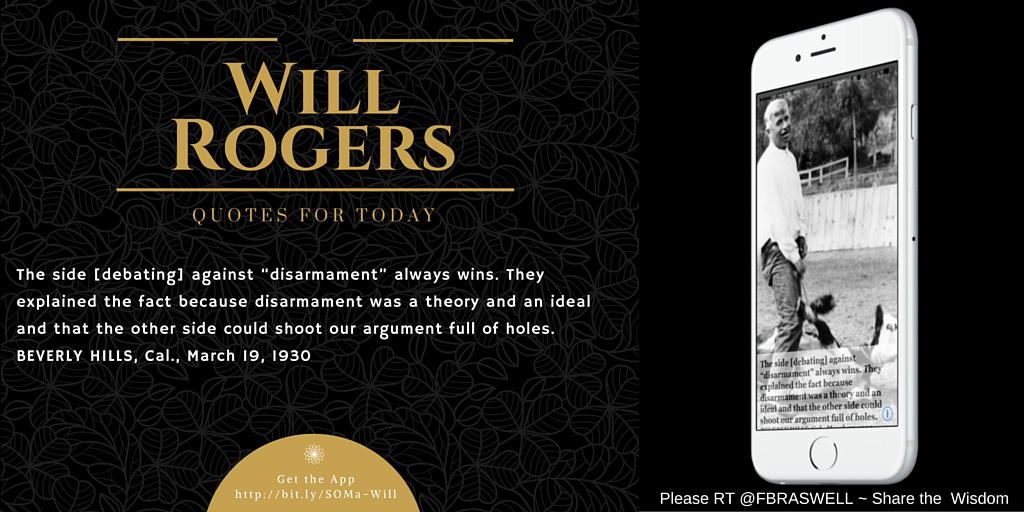 WILL
ROGERS
QUOTES FOR TODAY
The side [debating] against “disarmament” always wins. They
explained the fact because disarmament was a theory and an ideal
and that the other side could shoot our argument full of holes.
BEVERLY HILLS, Cal., March 19, 1930
Get the App
http://bit.ly/SOMa-Will
The side [debating] against
“disarmament” always wins. They
explained the fact because
disarmament was a theory and an
ideal and that the other side could
shoot our argument full of holes.
Please RT @FBRASWELL ~ Share the Wisdom